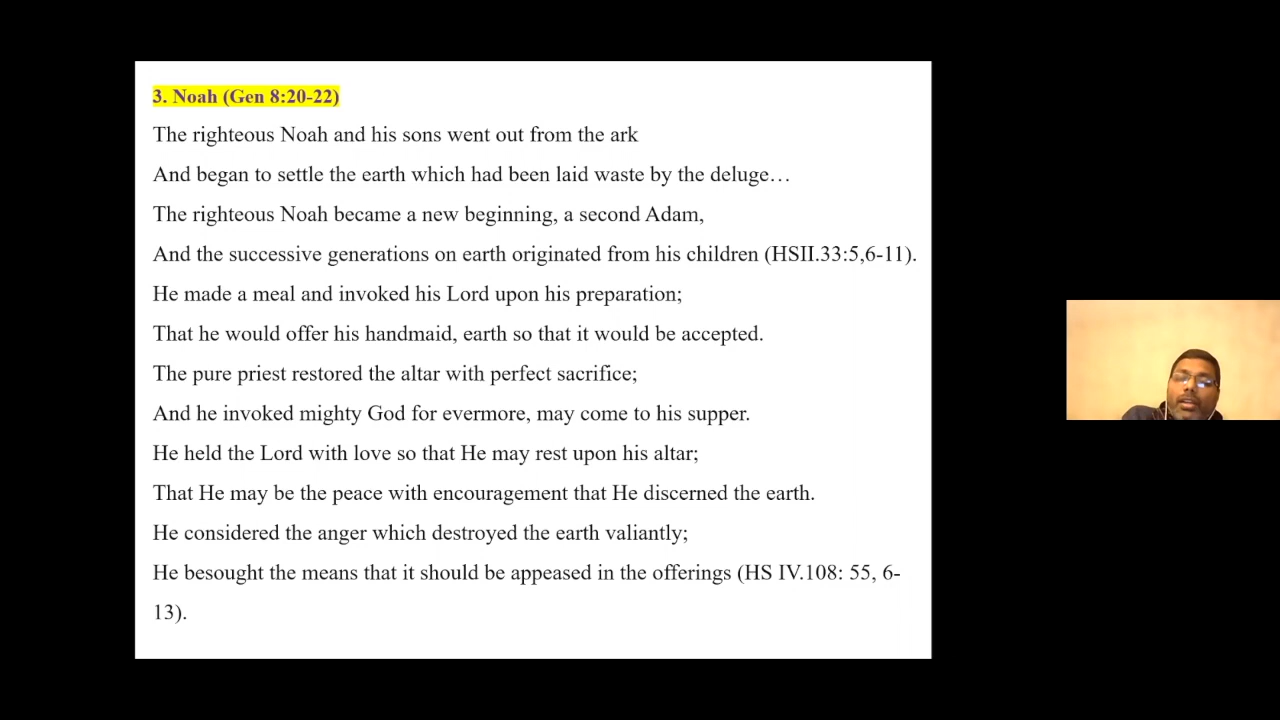 3. Noah (Gen 8:20-22)
The righteous Noah and his sons went out from the ark
And began to settle the earth which had been laid waste by the deluge…
The righteous Noah became a new beginning, a second Adam,
And the successive generations on earth originated from his children (HSII.33:5,6-11).
He made a meal and invoked his Lord upon his preparation;
That he would offer his handmaid, earth so that it would be accepted.
The pure priest restored the altar with perfect sacrifice;
And he invoked mighty God for evermore, may come to his supper.
He held the Lord with love so that He may rest upon his altar;
That He may be the peace with encouragement that He discerned the earth.
He considered the anger which destroyed the earth valiantly;
He besought the means that it should be appeased in the offerings (HS IV.108: 55, 6-
13).